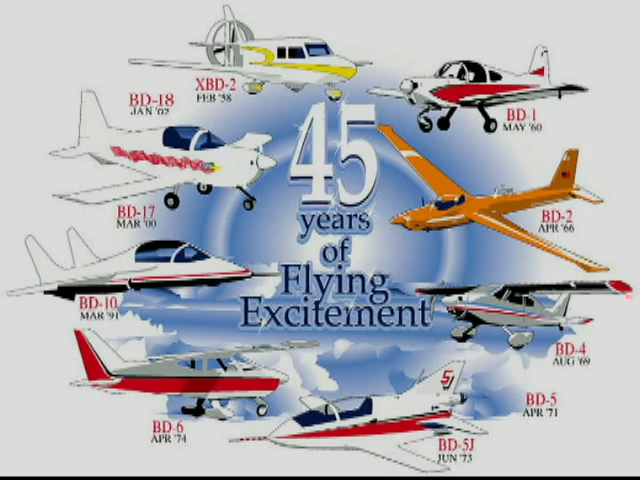 XBD-2
FEB '58
BD-1
MAY '60
BD-18
JAN '02
45
years
of
Flying
Excitement
BD-17
MAR '00
BD-2
APR '66
BD-10
MAR '91
BD-4
AUG '69
BD-5
APR '71
BD-6
APR '74
5
BD-5J
JUN '73